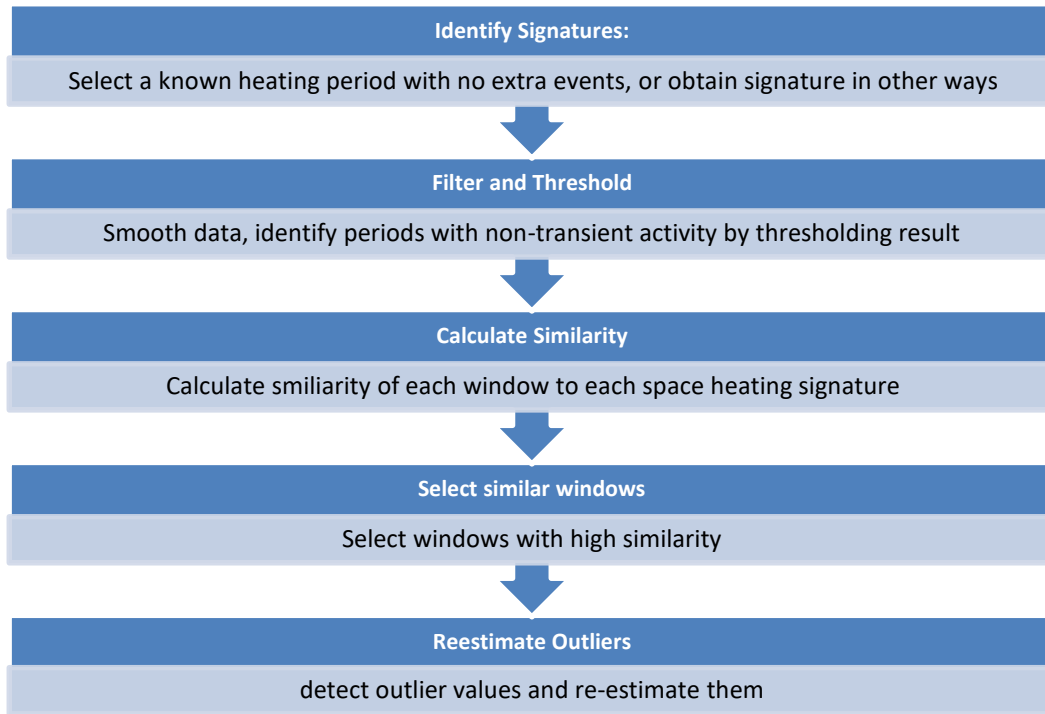 Identify Signatures:
Select a known heating period with no extra events, or obtain signature in other ways
Filter and Threshold
Smooth data, identify periods with non-transient activity by thresholding result
Calculate Similarity
Calculate smiliarity of each window to each space heating signature
Select similar windows
Select windows with high similarity
Reestimate Outliers
detect outlier values and re-estimate them